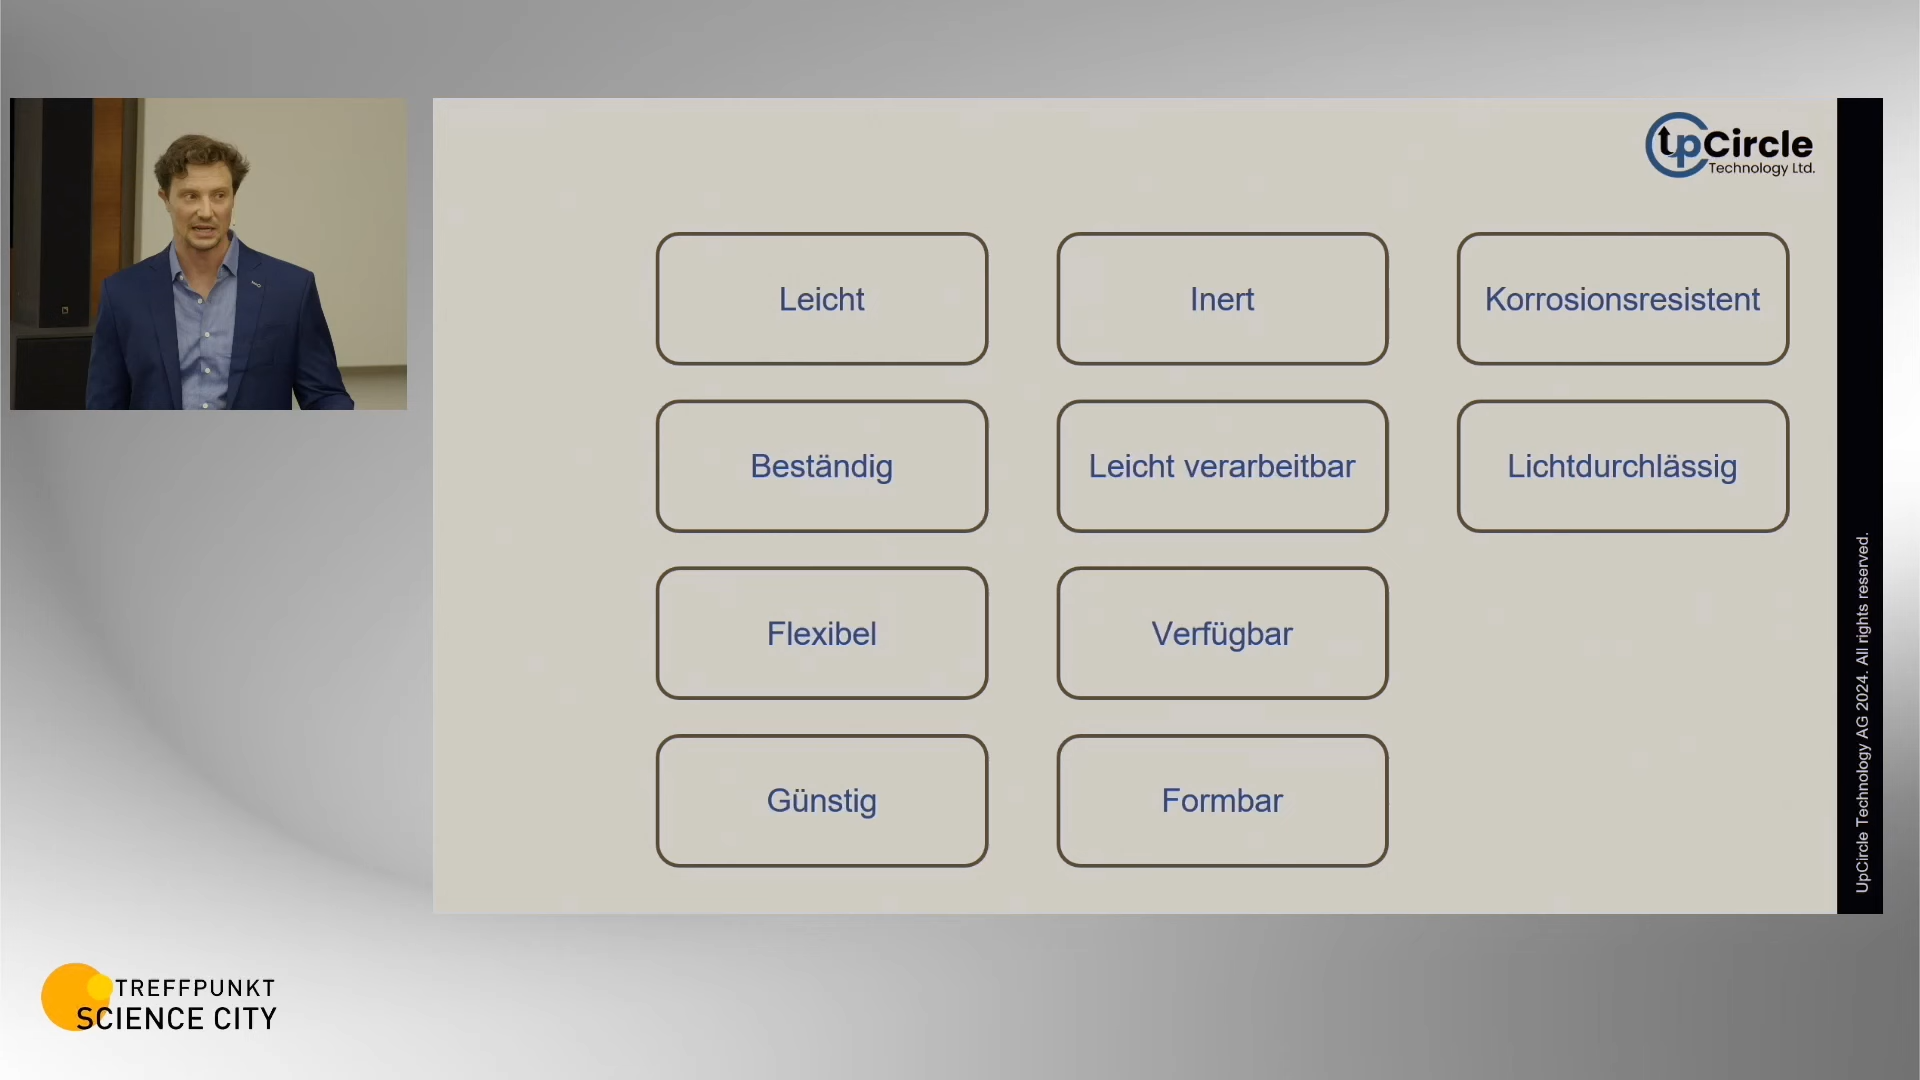 UpCircle
Technology Ltd.
Leicht
Inert
Korrosionsresistent
Beständig
Leicht verarbeitbar
Lichtdurchlässig
Flexibel
Verfügbar
Günstig
Formbar
UpCircle Technology AG 2024. All rights reserved.
TREFFPUNKT
SCIENCE CITY